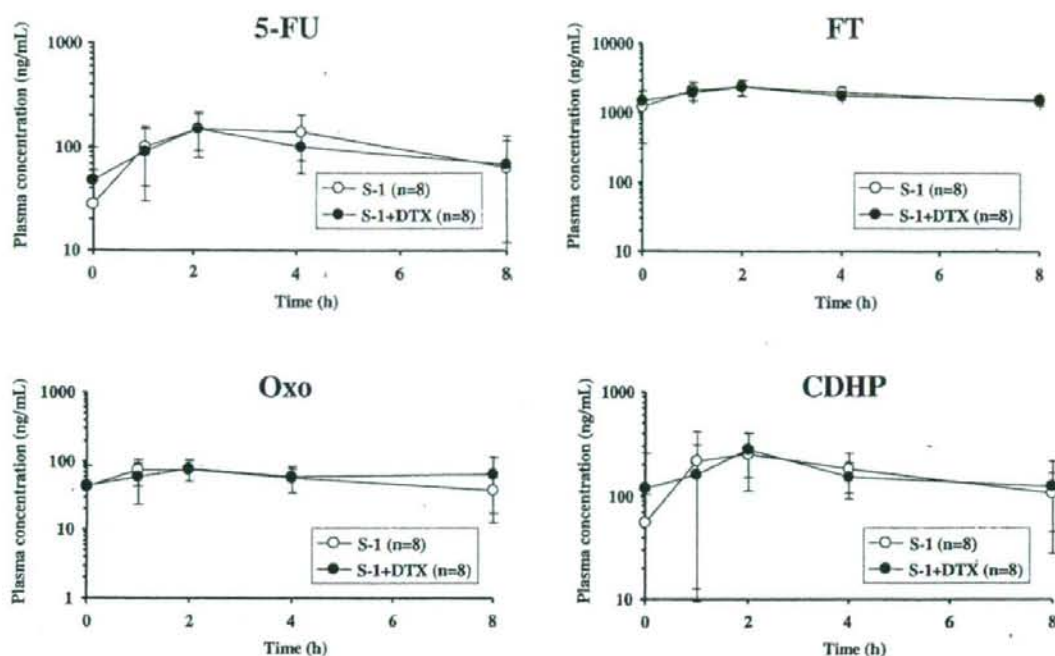 5-FU
Plasma concentration (ng/mL)
1000
100
10
0
2
4
6
8
Time (h)
S-1 (n=8)
S-1+DTX (n=8)
FT
Plasma concentration (ng/mL)
10000
1000
100
10
0
2
4
6
8
Time (h)
S-1 (n=8)
S-1+DTX (n=8)
Oxo
Plasma concentration (ng/mL)
1000
100
10
1
0
2
4
6
8
Time (h)
S-1 (n=8)
S-1+DTX (n=8)
CDHP
Plasma concentration (ng/mL)
1000
100
10
0
2
4
6
8
Time (h)
S-1 (n=8)
S-1+DTX (n=8)